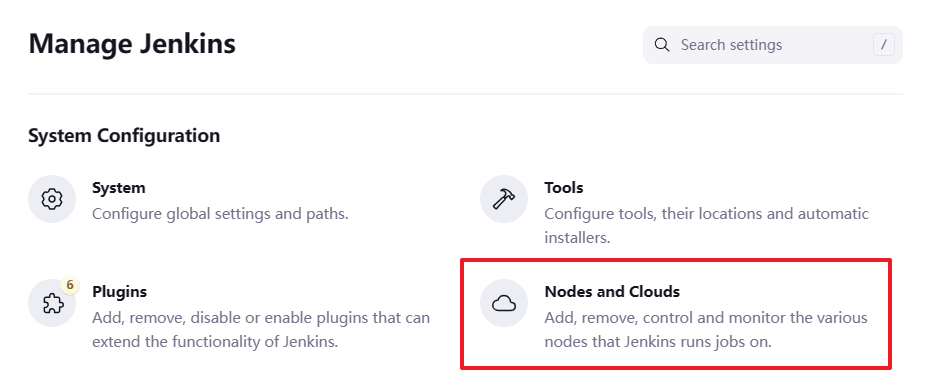 Manage Jenkins
Search settings
/
System Configuration
System
Configure global settings and paths.
Tools
Configure tools, their locations and automatic
installers.
6
Plugins
Add, remove, disable or enable plugins that can
extend the functionality of Jenkins.
Nodes and Clouds
Add, remove, control and monitor the various
nodes that Jenkins runs jobs on.